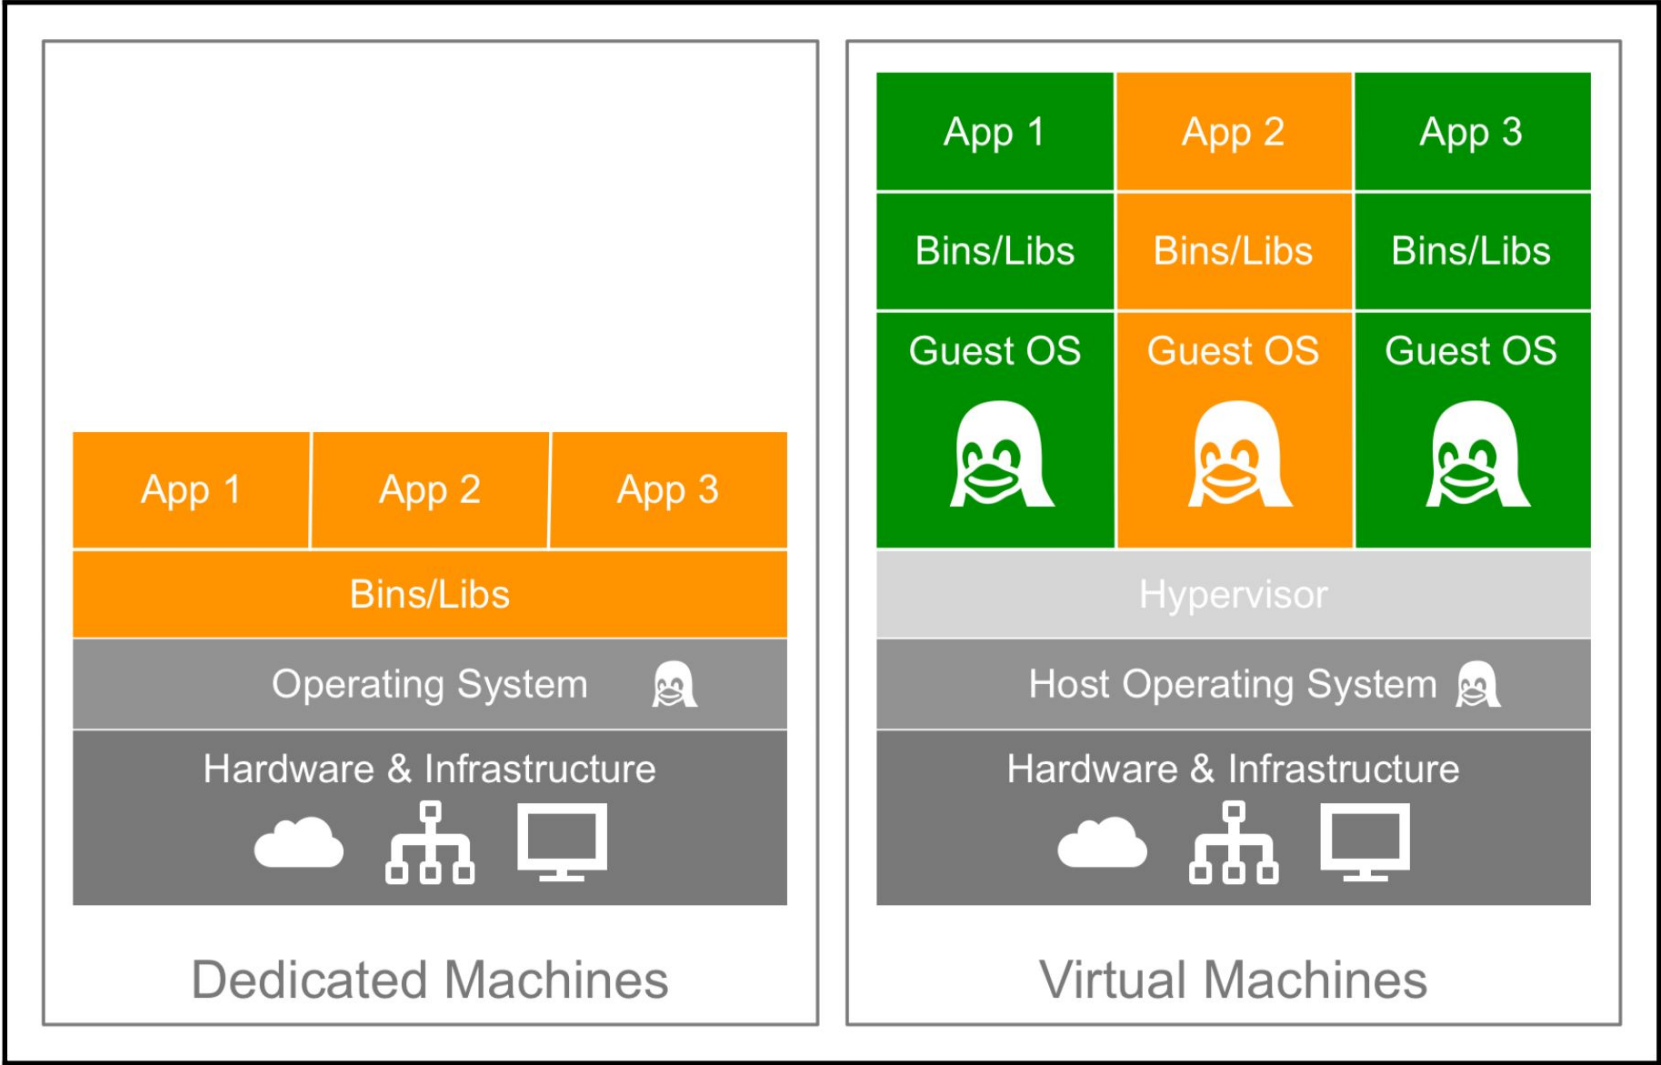 App 1
App 2
App 3
Bins/Libs
Operating System
Hardware & Infrastructure
Dedicated Machines
App 1
App 2
App 3
Bins/Libs
Bins/Libs
Bins/Libs
Guest OS
Guest OS
Guest OS
Hypervisor
Host Operating System
Hardware & Infrastructure
Virtual Machines